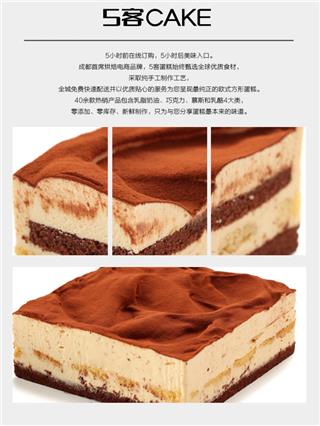 5客CAKE
5小时前在线订购，5小时后美味入口。
成都首席烘焙电商品牌，5客蛋糕始终甄选全球优质食材，
采取纯手工制作工艺，
全城免费快速配送并以优质贴心的服务为您呈现最纯正的欧式方形蛋糕。
40余款热销产品包含乳脂奶油、巧克力、慕斯和乳酪4大类，
零添加、零库存、新鲜制作，只为与您分享蛋糕最本来的味道。